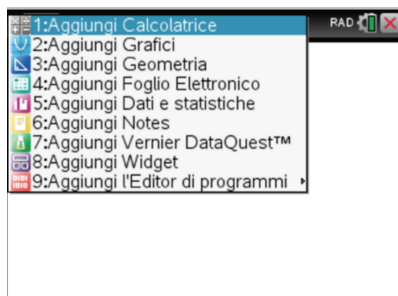 1:Aggiungi Calcolatrice
RAD
2:Aggiungi Grafici
3:Aggiungi Geometria
4:Aggiungi Foglio Elettronico
5:Aggiungi Dati e statistiche
6:Aggiungi Notes
7:Aggiungi Vernier DataQuest™
8:Aggiungi Widget
9:Aggiungi l'Editor di programmi